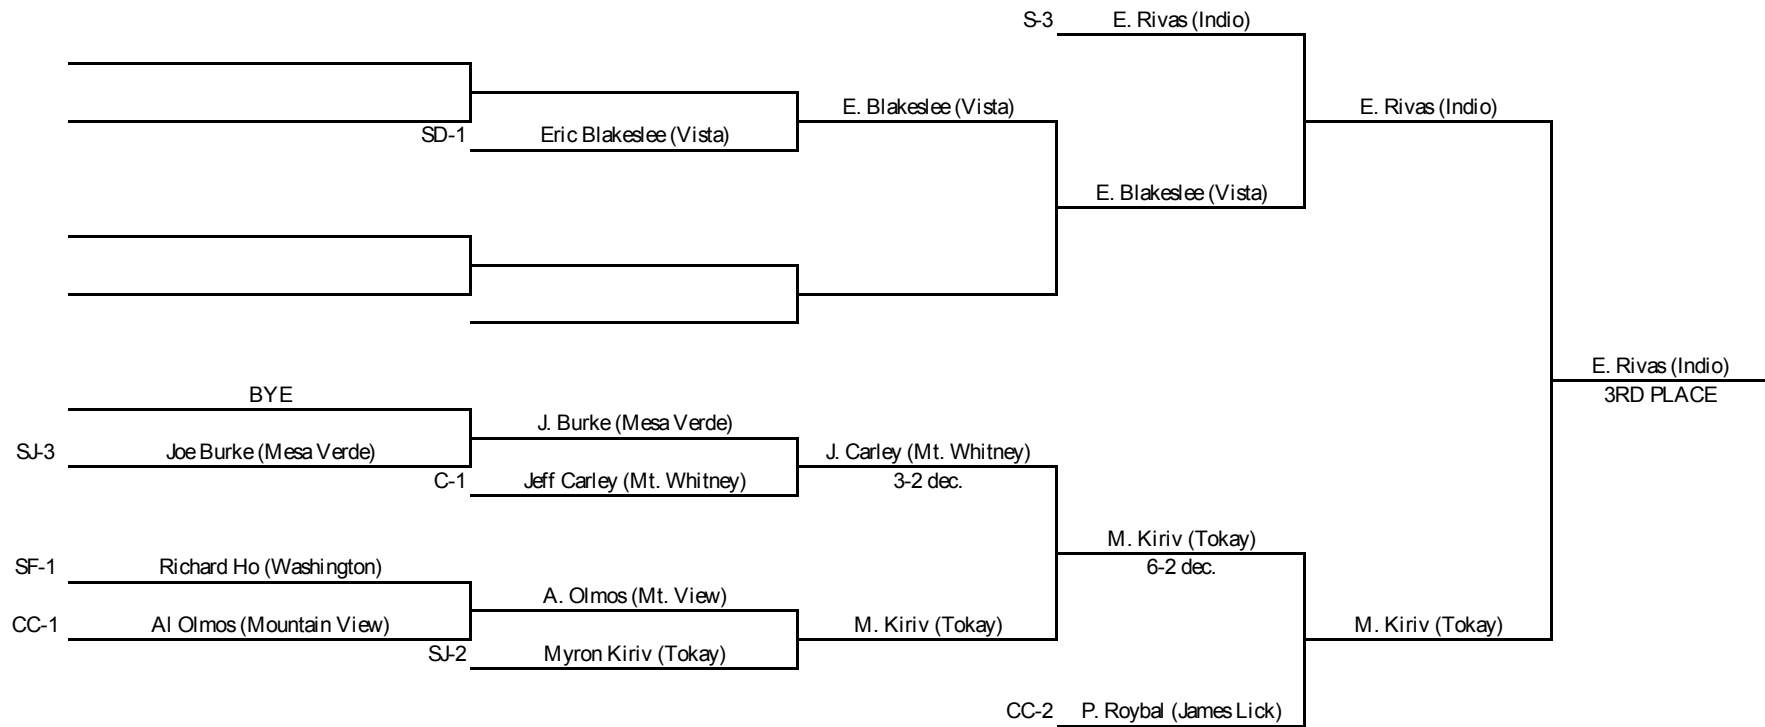 S-3 E. Rivas (Indio)
E. Blakeslee (Vista) E. Rivas (Indio)
SD-1 Eric Blakeslee (Vista)
E. Blakeslee (Vista)
E. Rivas (Indio)
3RD PLACE
BYE
J. Burke (Mesa Verde)
SJ-3 Joe Burke (Mesa Verde) J. Carley (Mt. Whitney)
C-1 Jeff Carley (Mt. Whitney) 3-2 dec.
M. Kiriv (Tokay)
SF-1 Richard Ho (Washington) 6-2 dec.
A. Olmos (Mt. View)
CC-1 Al Olmos (Mountain View) M. Kiriv (Tokay) M. Kiriv (Tokay)
SJ-2 Myron Kiriv (Tokay)
CC-2 P. Roybal (James Lick)